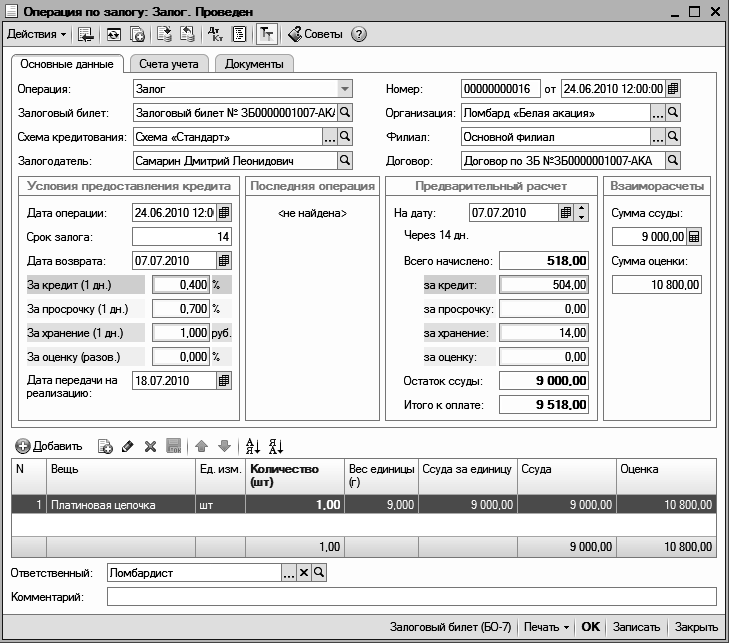 Операция по залогу: Залог. Проведен
Действия Дт Кт Тт Советы ?
Основные данные Счета учета Документы
Операция: Залог Номер: 00000000016 от 24.06.2010 12:00:00
Залоговый билет: Залоговый билет № ЗБ0000001007-АКА Организация: Ломбард «Белая акация» ...
Схема кредитования: Схема «Стандарт» ... Филиал: Основной филиал ...
Залогодатель: Самарин Дмитрий Леонидович Договор: Договор по ЗБ №ЗБ0000001007-АКА
Условия предоставления кредита Последняя операция Предварительный расчет Взаиморасчеты
Дата операции: 24.06.2010 12:0 <не найдена> На дату: 07.07.2010 Сумма ссуды:
Срок залога: 14 Через 14 дн. 9 000,00
Дата возврата: 07.07.2010 Всего начислено: 518,00 Сумма оценки:
За кредит (1 дн.) 0,400 % за кредит: 504,00 10 800,00
За просрочку (1 дн.) 0,700 % за просрочку: 0,00
За хранение (1 дн.) 1,000 руб. за хранение: 14,00
За оценку (разов.) 0,000 % за оценку: 0,00
Дата передачи на реализацию: 18.07.2010 Остаток ссуды: 9 000,00
Итого к оплате: 9 518,00
Добавить А Я Я А
N Вещь Ед. изм. Количество (шт) Вес единицы (г) Ссуда за единицу Ссуда Оценка
1 Платиновая цепочка шт 1,00 9,000 9 000,00 9 000,00 10 800,00
1,00 9 000,00 10 800,00
Ответственный: Ломбардист ...
Комментарий:
Залоговый билет (БО-7) Печать OK Записать Закрыть